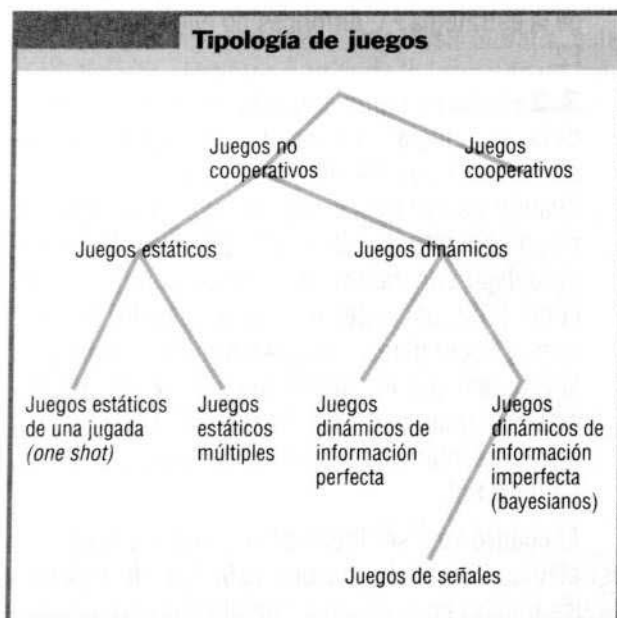 Tipología de juegos
Juegos no
cooperativos
Juegos
cooperativos
Juegos estáticos
Juegos dinámicos
Juegos estáticos
de una jugada
(one shot)
Juegos
estáticos
múltiples
Juegos
dinámicos de
información
perfecta
Juegos
dinámicos de
información
imperfecta
(bayesianos)
Juegos de señales